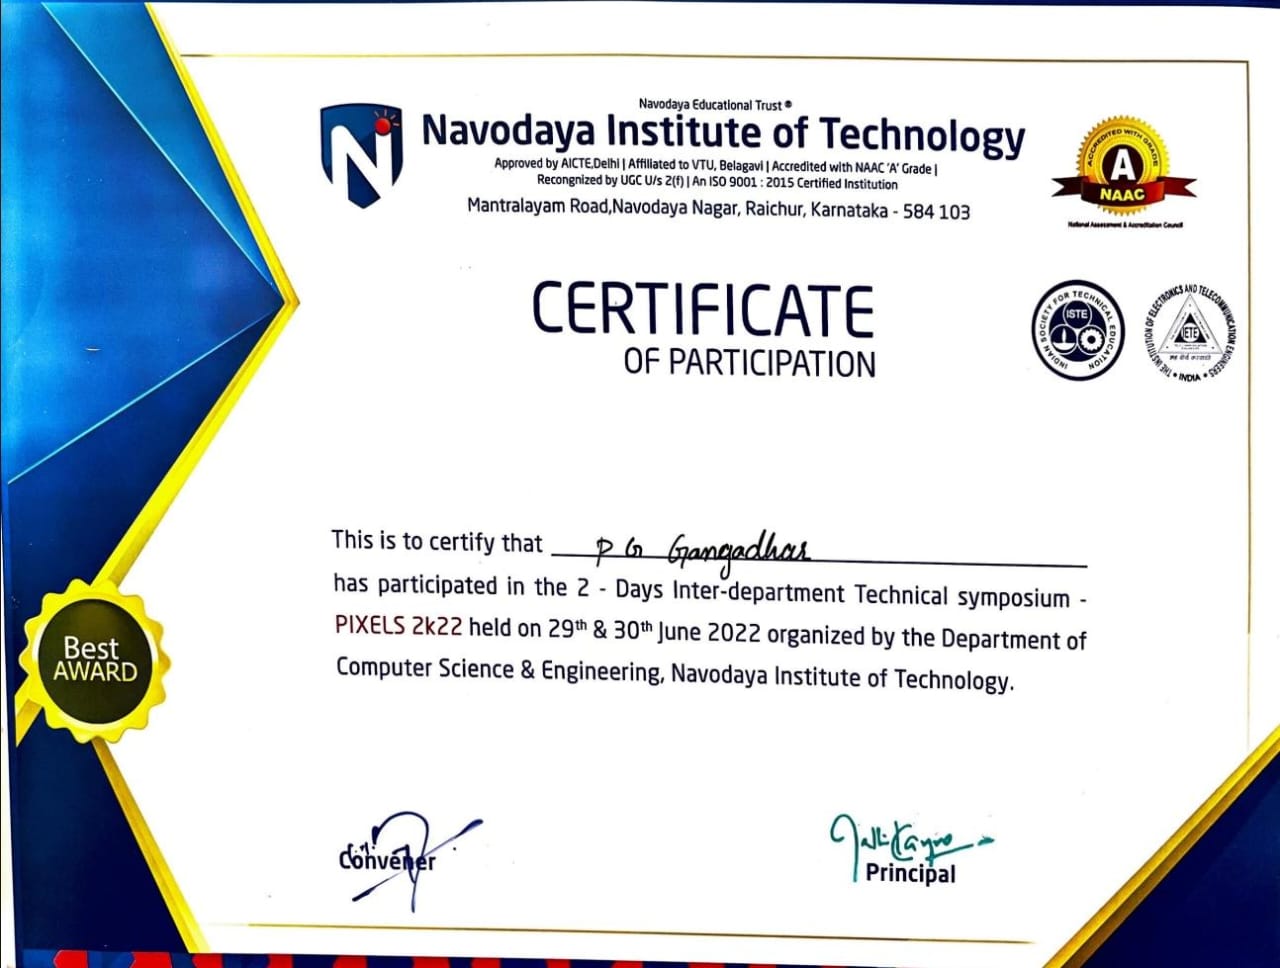 Navodaya Educational Trust ®
Navodaya Institute of Technology
Approved by AICTE,Delhi | Affiliated to VTU, Belagavi | Accredited with NAAC 'A' Grade |
Recongnized by UGC U/s 2(f) | An ISO 9001 : 2015 Certified Institution
Mantralayam Road,Navodaya Nagar, Raichur, Karnataka - 584 103
N
ACCREDITED WITH GRADE
A
NAAC
National Assessment & Accreditation Council
CERTIFICATE
OF PARTICIPATION
INDIAN SOCIETY FOR TECHNICAL EDUCATION
ISTE
THE INSTITUTION OF ELECTRONICS AND TELECOMMUNICATION ENGINEERS
IETE
• INDIA •
This is to certify that P G Gangadhar
has participated in the 2 - Days Inter-department Technical symposium -
PIXELS 2k22 held on 29th & 30th June 2022 organized by the Department of
Computer Science & Engineering, Navodaya Institute of Technology.
Best
AWARD
Convener
Principal